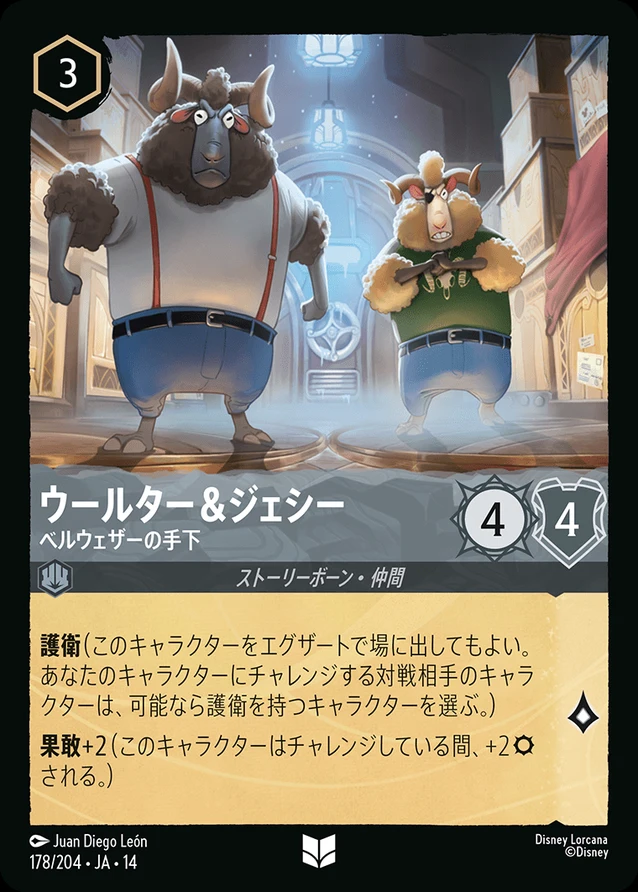 3
ウールター&ジェシー
ベルウェザーの手下
4
4
ストーリーボーン・仲間
護衛(このキャラクターをエグザートで場に出してもよい。
あなたのキャラクターにチャレンジする対戦相手のキャラ
クターは、可能なら護衛を持つキャラクターを選ぶ。)
果敢+2(このキャラクターはチャレンジしている間、+2
される。)
Juan Diego León
178/204・JA・14
Disney Lorcana
©Disney